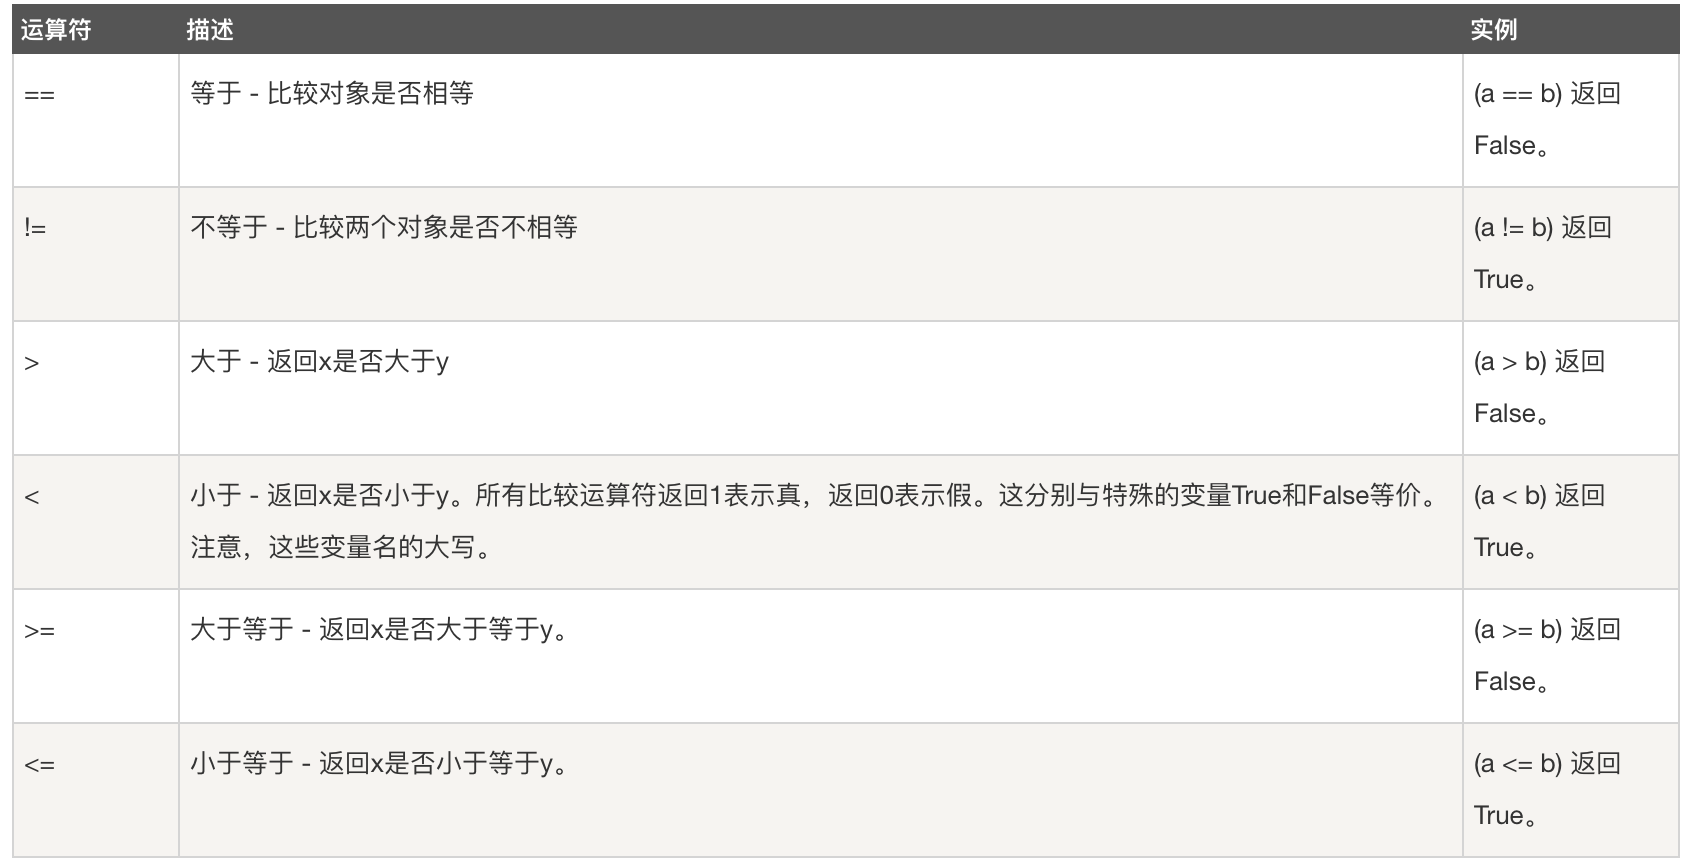 运算符 描述 实例
== 等于 - 比较对象是否相等 (a == b) 返回
False。
!= 不等于 - 比较两个对象是否不相等 (a != b) 返回
True。
> 大于 - 返回x是否大于y (a > b) 返回
False。
< 小于 - 返回x是否小于y。所有比较运算符返回1表示真，返回0表示假。这分别与特殊的变量True和False等价。 (a < b) 返回
注意，这些变量名的大写。 True。
>= 大于等于 - 返回x是否大于等于y。 (a >= b) 返回
False。
<= 小于等于 - 返回x是否小于等于y。 (a <= b) 返回
True。